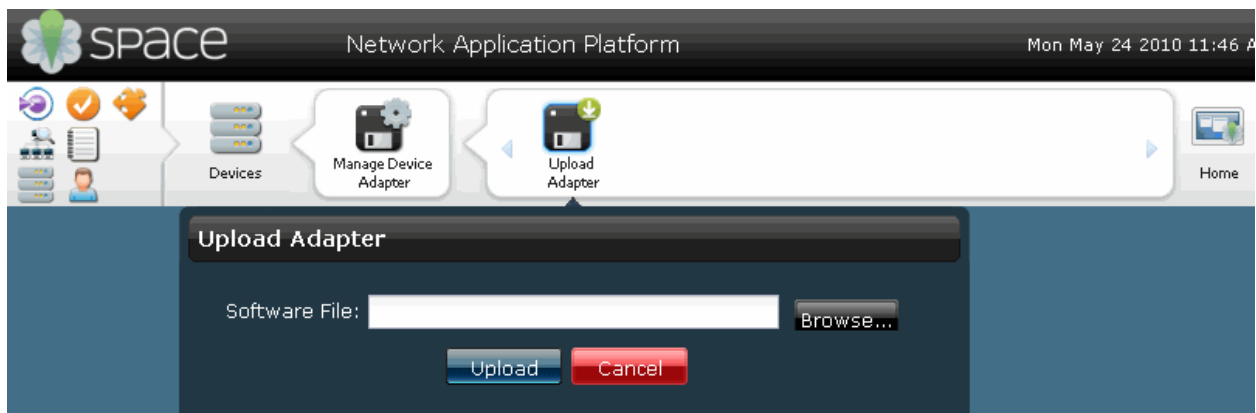 space Network Application Platform Mon May 24 2010 11:46 A
Devices
Manage Device
Adapter
Upload
Adapter
Home
Upload Adapter
Software File: Browse...
Upload Cancel